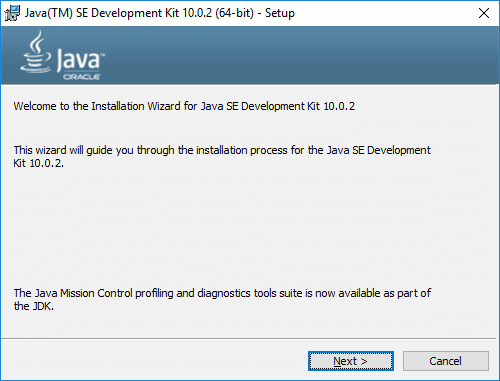 Java(TM) SE Development Kit 10.0.2 (64-bit) - Setup
Java™
ORACLE
Welcome to the Installation Wizard for Java SE Development Kit 10.0.2
This wizard will guide you through the installation process for the Java SE Development
Kit 10.0.2.
The Java Mission Control profiling and diagnostics tools suite is now available as part of
the JDK.
Next >
Cancel